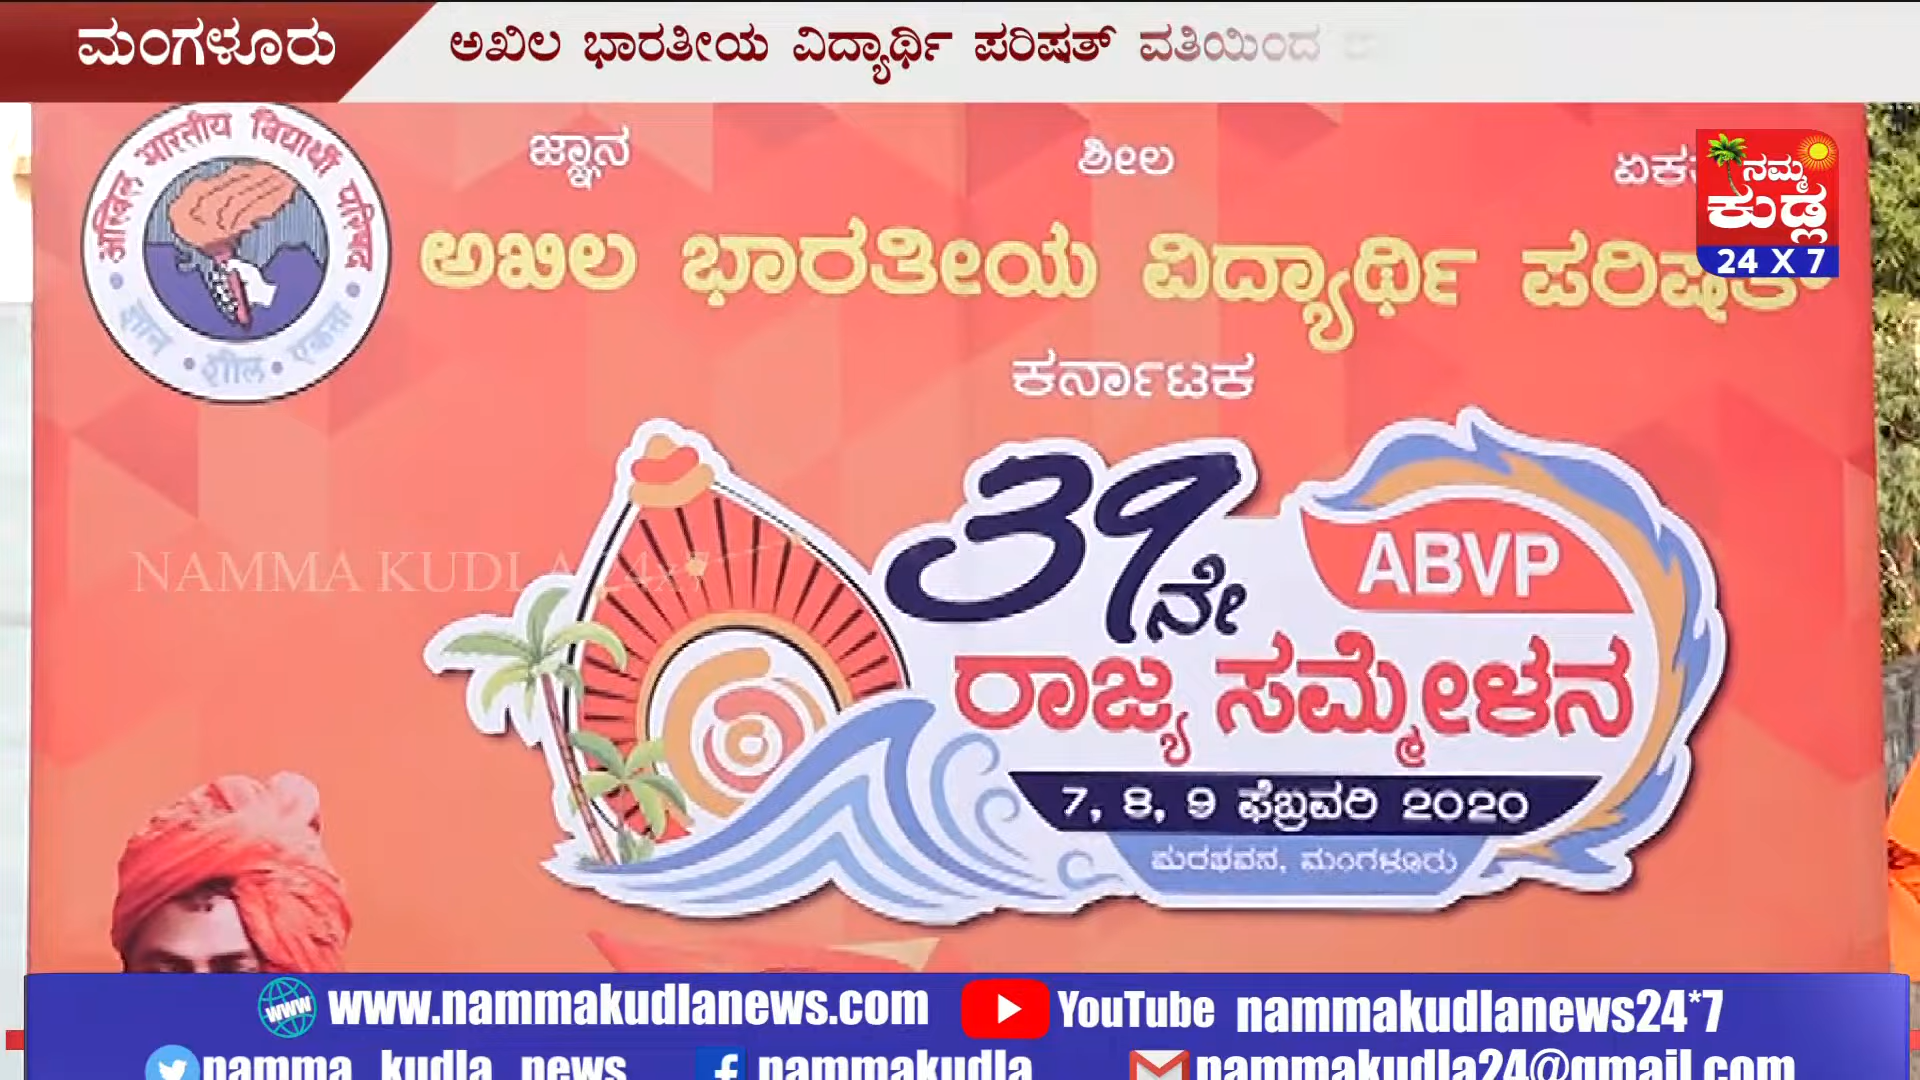 ಮಂಗಳೂರು
ಅಖಿಲ ಭಾರತೀಯ ವಿದ್ಯಾರ್ಥಿ ಪರಿಷತ್ ವತಿಯಿಂದ
अखिल भारतीय विद्यार्थी परिषद
ज्ञान • शील • एकता
ಜ್ಞಾನ ಶೀಲ
ನಮ್ಮ
ಕುಡ್ಲ
24 X 7
ಅಖಿಲ ಭಾರತೀಯ ವಿದ್ಯಾರ್ಥಿ ಪರಿಷತ್
ಕರ್ನಾಟಕ
39ನೇ
ABVP
ರಾಜ್ಯ ಸಮ್ಮೇಳನ
7, 8, 9 ಫೆಬ್ರವರಿ 2020
ಪುರಭವನ, ಮಂಗಳೂರು
NAMMA KUDLA 24x7
www www.nammakudlanews.com YouTube nammakudlanews24*7
namma_kudla_news nammakudla nammakudla24@gmail.com